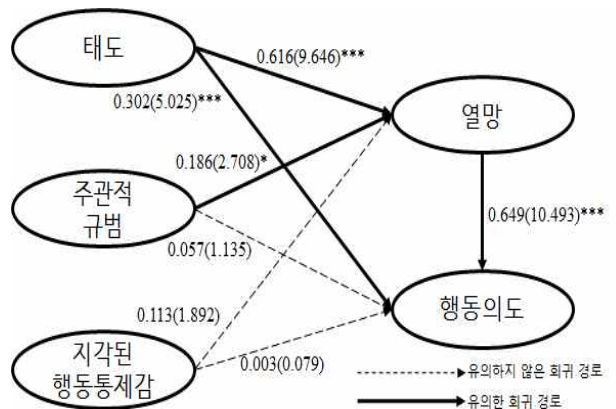 태도
0.616(9.646)***
0.302(5.025)***
열망
0.186(2.708)*
주관적
규범
0.649(10.493)***
0.057(1.135)
행동의도
0.113(1.892)
지각된
행동통제감
0.003(0.079)
유의하지 않은 회귀 경로
유의한 회귀 경로